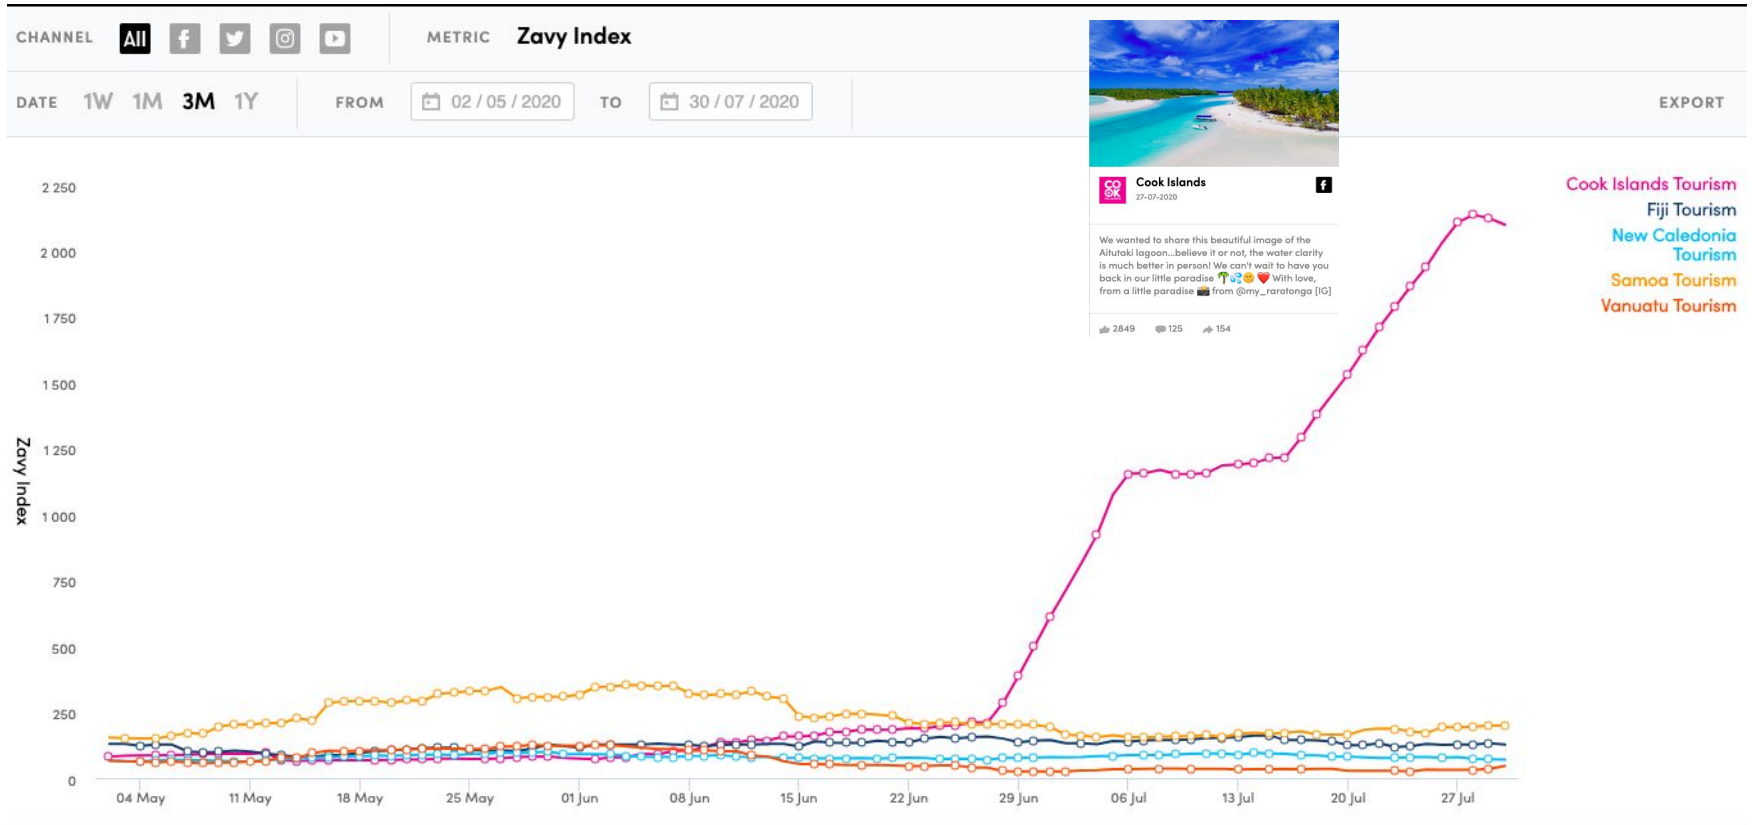 CHANNEL All METRIC Zavy Index
DATE 1W 1M 3M 1Y FROM 02 / 05 / 2020 TO 30 / 07 / 2020 EXPORT
COOK ISLANDS
Cook Islands
27-07-2020
We wanted to share this beautiful image of the
Aitutaki lagoon...believe it or not, the water clarity
is much better in person! We can't wait to have you
back in our little paradise 🌴💦😊 ❤️ With love,
from a little paradise 📸 from @my_rarotonga [IG]
2849 125 154
Cook Islands Tourism
Fiji Tourism
New Caledonia
Tourism
Samoa Tourism
Vanuatu Tourism
Zavy Index
2 250
2 000
1 750
1 500
1 250
1 000
750
500
250
0
04 May 11 May 18 May 25 May 01 Jun 08 Jun 15 Jun 22 Jun 29 Jun 06 Jul 13 Jul 20 Jul 27 Jul